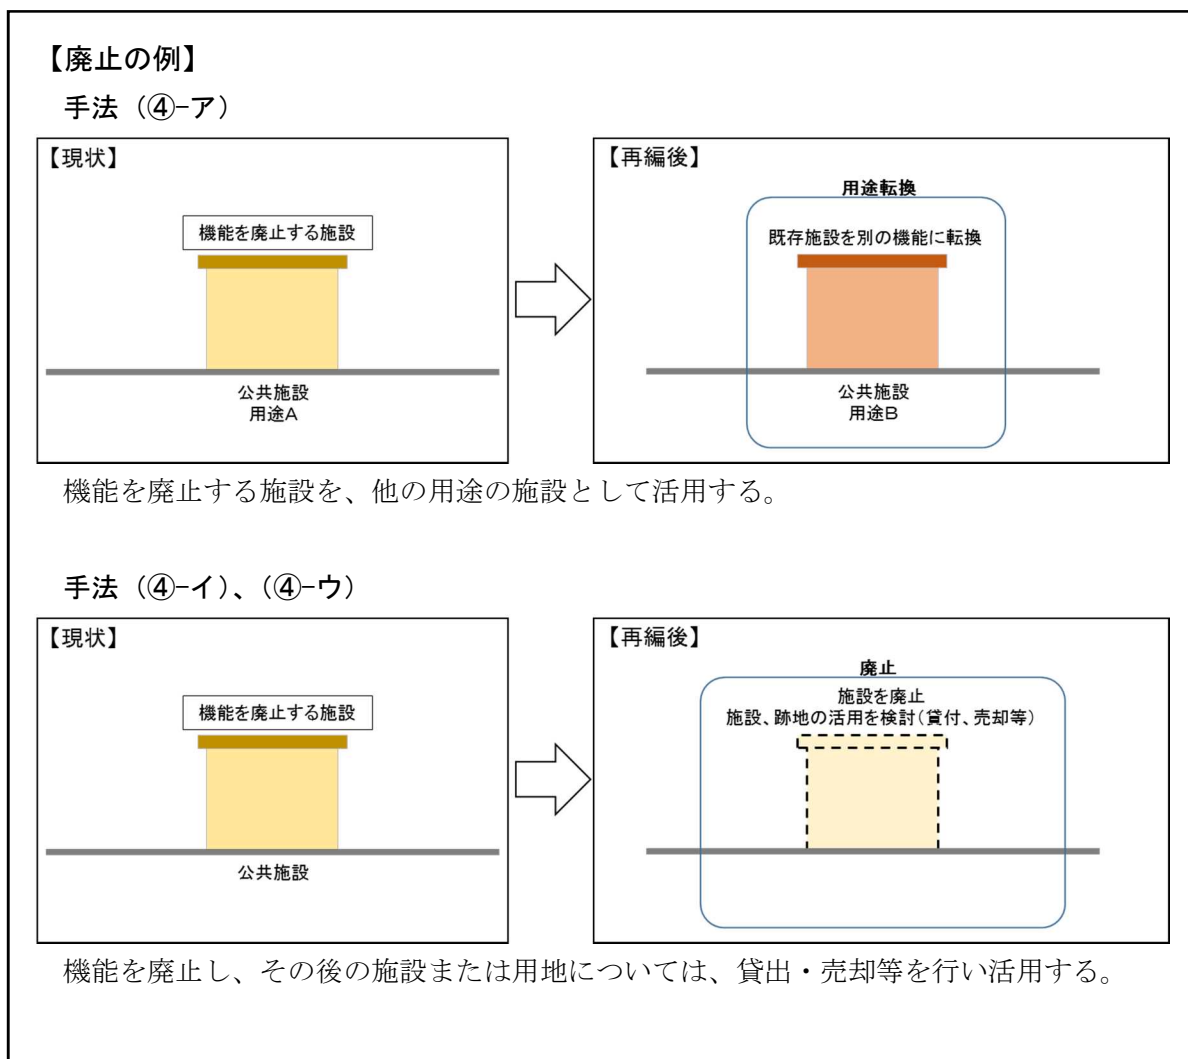 【廃止の例】
手法（④-ア）
【現状】
機能を廃止する施設
公共施設
用途A
【再編後】
用途転換
既存施設を別の機能に転換
公共施設
用途B
機能を廃止する施設を、他の用途の施設として活用する。
手法（④-イ）、（④-ウ）
【現状】
機能を廃止する施設
公共施設
【再編後】
廃止
施設を廃止
施設、跡地の活用を検討（貸付、売却等）
機能を廃止し、その後の施設または用地については、貸出・売却等を行い活用する。